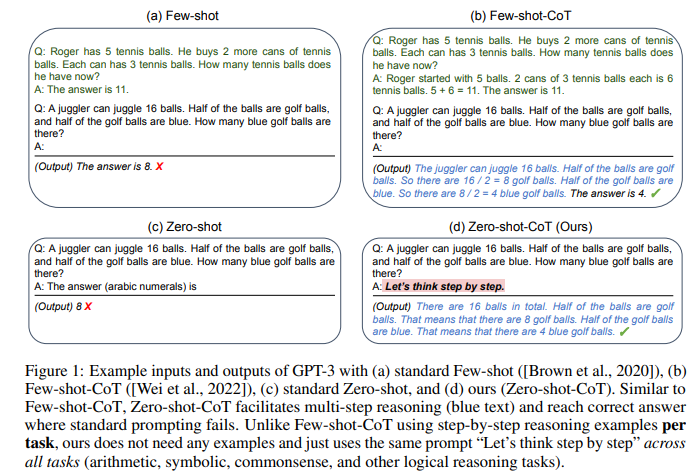 (a) Few-shot
Q: Roger has 5 tennis balls. He buys 2 more cans of tennis
balls. Each can has 3 tennis balls. How many tennis balls does
he have now?
A: The answer is 11.
Q: A juggler can juggle 16 balls. Half of the balls are golf balls,
and half of the golf balls are blue. How many blue golf balls are
there?
A:
(Output) The answer is 8. ✗
(b) Few-shot-CoT
Q: Roger has 5 tennis balls. He buys 2 more cans of tennis
balls. Each can has 3 tennis balls. How many tennis balls does
he have now?
A: Roger started with 5 balls. 2 cans of 3 tennis balls each is 6
tennis balls. 5 + 6 = 11. The answer is 11.
Q: A juggler can juggle 16 balls. Half of the balls are golf balls,
and half of the golf balls are blue. How many blue golf balls are
there?
A:
(Output) The juggler can juggle 16 balls. Half of the balls are golf
balls. So there are 16 / 2 = 8 golf balls. Half of the golf balls are
blue. So there are 8 / 2 = 4 blue golf balls. The answer is 4. ✓
(c) Zero-shot
Q: A juggler can juggle 16 balls. Half of the balls are golf balls,
and half of the golf balls are blue. How many blue golf balls are
there?
A: The answer (arabic numerals) is
(Output) 8 ✗
(d) Zero-shot-CoT (Ours)
Q: A juggler can juggle 16 balls. Half of the balls are golf balls,
and half of the golf balls are blue. How many blue golf balls are
there?
A: Let's think step by step.
(Output) There are 16 balls in total. Half of the balls are golf
balls. That means that there are 8 golf balls. Half of the golf balls
are blue. That means that there are 4 blue golf balls. ✓
Figure 1: Example inputs and outputs of GPT-3 with (a) standard Few-shot ([Brown et al., 2020]), (b)
Few-shot-CoT ([Wei et al., 2022]), (c) standard Zero-shot, and (d) ours (Zero-shot-CoT). Similar to
Few-shot-CoT, Zero-shot-CoT facilitates multi-step reasoning (blue text) and reach correct answer
where standard prompting fails. Unlike Few-shot-CoT using step-by-step reasoning examples per
task, ours does not need any examples and just uses the same prompt “Let's think step by step” across
all tasks (arithmetic, symbolic, commonsense, and other logical reasoning tasks).